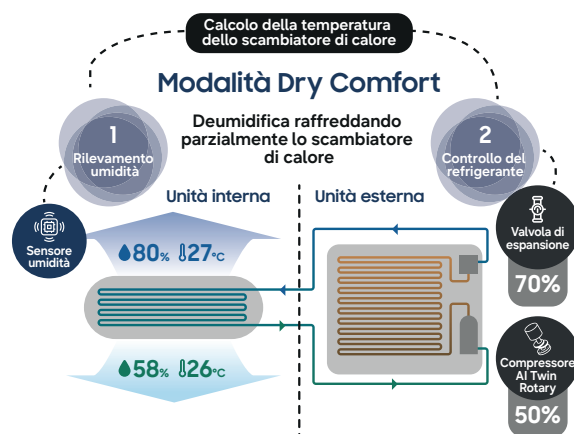 Calcolo della temperatura
dello scambiatore di calore
Modalità Dry Comfort
Deumidifica raffreddando
parzialmente lo scambiatore
di calore
1
Rilevamento
umidità
2
Controllo del
refrigerante
Unità interna
Unità esterna
Sensore
umidità
80% 27°C
58% 26°C
Valvola di
espansione
70%
Compressore
AI Twin
Rotary
50%